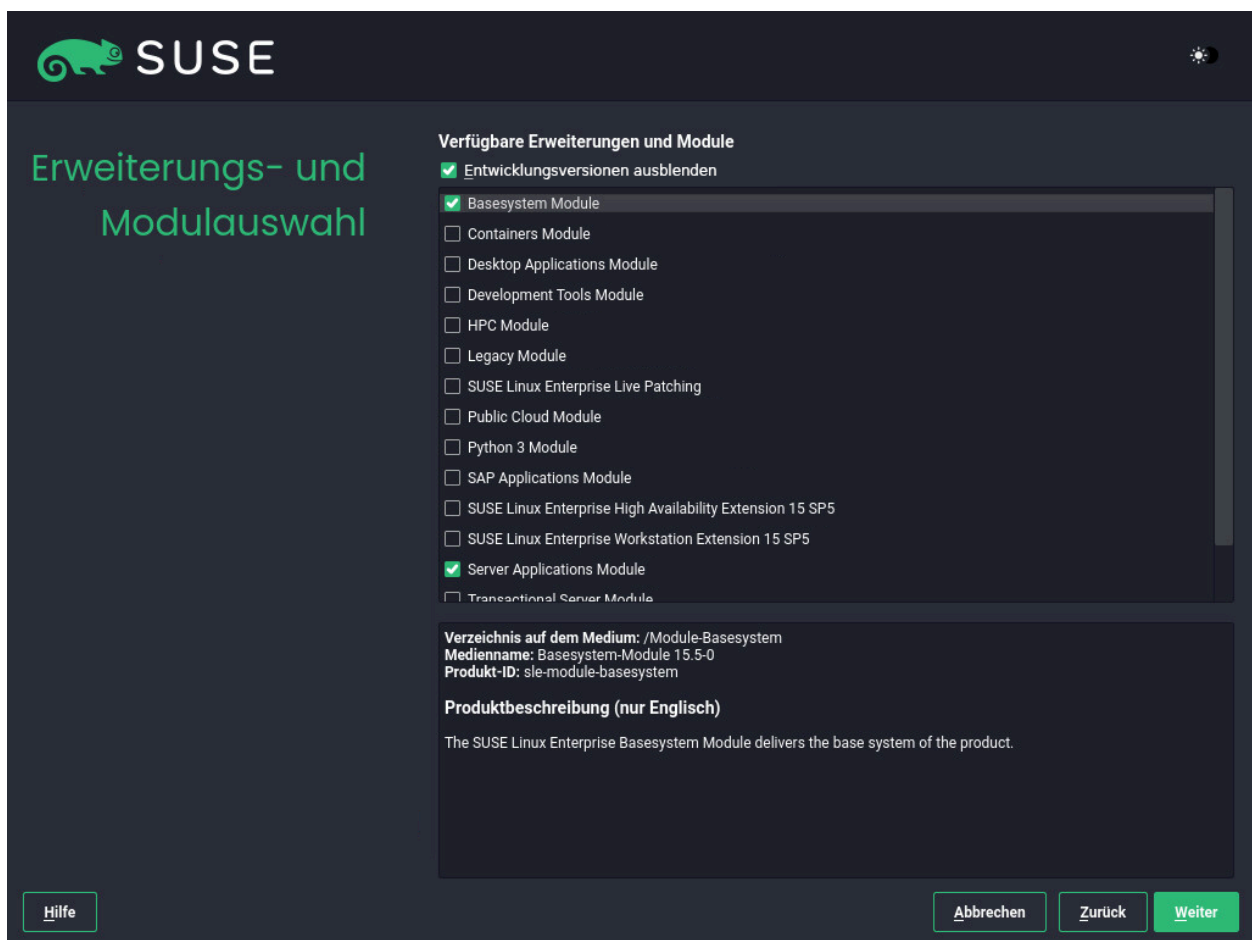 SUSE
Erweiterungs- und
Modulauswahl
Verfügbare Erweiterungen und Module
Entwicklungsversionen ausblenden
Basesystem Module
Containers Module
Desktop Applications Module
Development Tools Module
HPC Module
Legacy Module
SUSE Linux Enterprise Live Patching
Public Cloud Module
Python 3 Module
SAP Applications Module
SUSE Linux Enterprise High Availability Extension 15 SP5
SUSE Linux Enterprise Workstation Extension 15 SP5
Server Applications Module
Transactional Server Module
Verzeichnis auf dem Medium: /Module-Basesystem
Medienname: Basesystem-Module 15.5-0
Produkt-ID: sle-module-basesystem
Produktbeschreibung (nur Englisch)
The SUSE Linux Enterprise Basesystem Module delivers the base system of the product.
Hilfe
Abbrechen
Zurück
Weiter